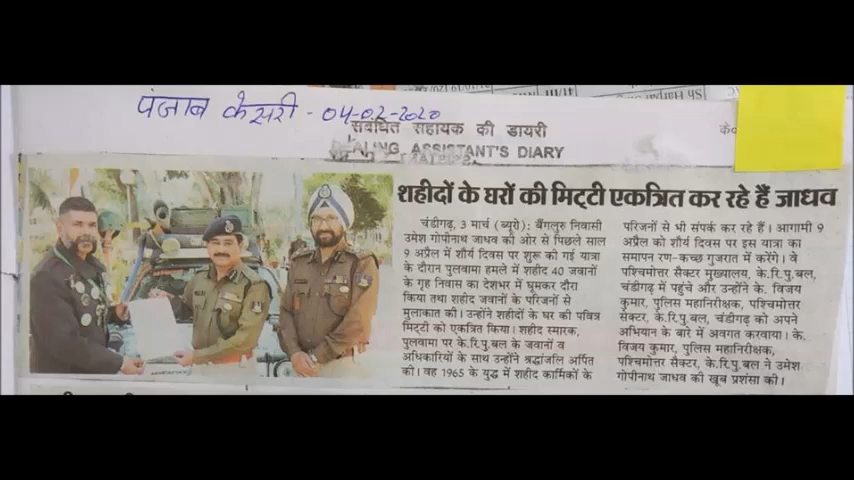 पंजाब केसरी - 04-02-2020
संबंधित सहायक की डायरी
ASSISTANT'S DIARY
शहीदों के घरों की मिट्टी एकत्रित कर रहे हैं जाधव
चंडीगढ़, 3 मार्च (ब्यूरो): बैंगलुरु निवासी
उमेश गोपीनाथ जाधव की ओर से पिछले साल
9 अप्रैल में शौर्य दिवस पर शुरू की गई यात्रा
के दौरान पुलवामा हमले में शहीद 40 जवानों
के गृह निवास का देशभर में घूमकर दौरा
किया तथा शहीद जवानों के परिजनों से
मुलाकात की। उन्होंने शहीदों के घर की पवित्र
मिट्टी को एकत्रित किया। शहीद स्मारक,
पुलवामा पर के.रि.पु.बल के जवानों व
अधिकारियों के साथ उन्होंने श्रद्धांजलि अर्पित
की। वह 1965 के युद्ध में शहीद कार्मिकों के
परिजनों से भी संपर्क कर रहे हैं। आगामी 9
अप्रैल को शौर्य दिवस पर इस यात्रा का
समापन रण-कच्छ गुजरात में करेंगे। वे
पश्चिमोत्तर सैक्टर मुख्यालय, के.रि.पु.बल,
चंडीगढ़ में पहुंचे और उन्होंने के. विजय
कुमार, पुलिस महानिरीक्षक, पश्चिमोत्तर
सेक्टर, के.रि.पु.बल, चंडीगढ़ को अपने
अभियान के बारे में अवगत करवाया। के.
विजय कुमार, पुलिस महानिरीक्षक,
पश्चिमोत्तर सैक्टर, के.रि.पु.बल ने उमेश
गोपीनाथ जाधव की खूब प्रशंसा की।